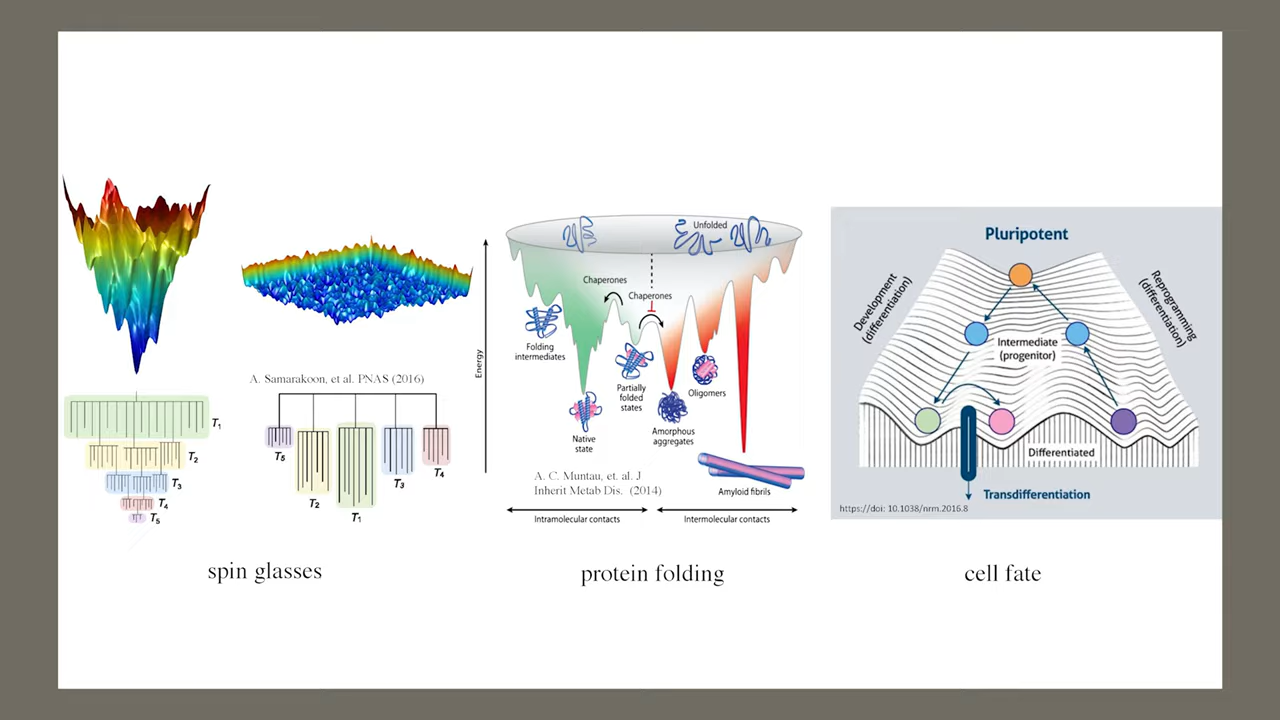 A. Samarakoon, et al. PNAS (2016)
T1
T2
T3
T4
T5
T5
T2
T1
T3
T4
spin glasses
Energy
Unfolded
Chaperones
Chaperones
Folding
intermediates
Partially
folded
states
Oligomers
Native
state
Amorphous
aggregates
Amyloid fibrils
A. C. Muntau, et. al. J
Inherit Metab Dis. (2014)
Intramolecular contacts
Intermolecular contacts
protein folding
Pluripotent
Development
(differentiation)
Reprogramming
(differentiation)
Intermediate
(progenitor)
Differentiated
Transdifferentiation
https://doi: 10.1038/nrm.2016.8
cell fate